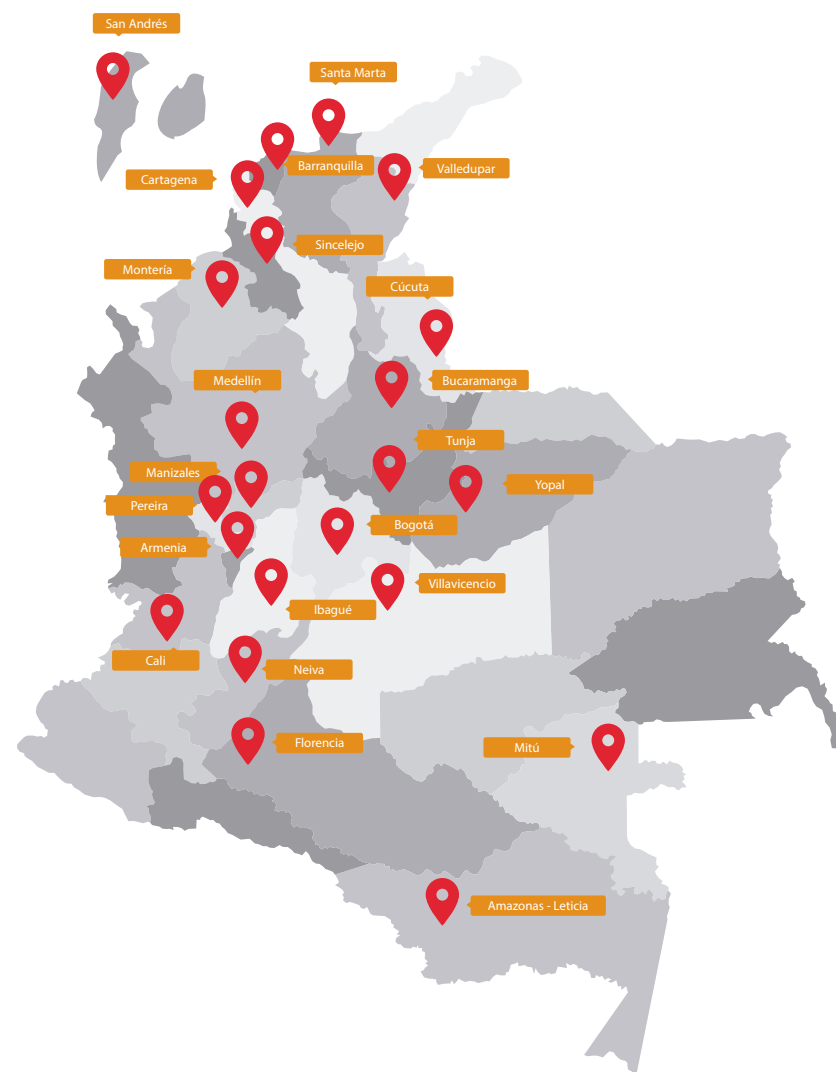 San Andrés
Santa Marta
Barranquilla
Valledupar
Cartagena
Sincelejo
Montería
Cúcuta
Medellín
Bucaramanga
Tunja
Manizales
Yopal
Pereira
Bogotá
Armenia
Villavicencio
Ibagué
Cali
Neiva
Florencia
Mitú
Amazonas - Leticia